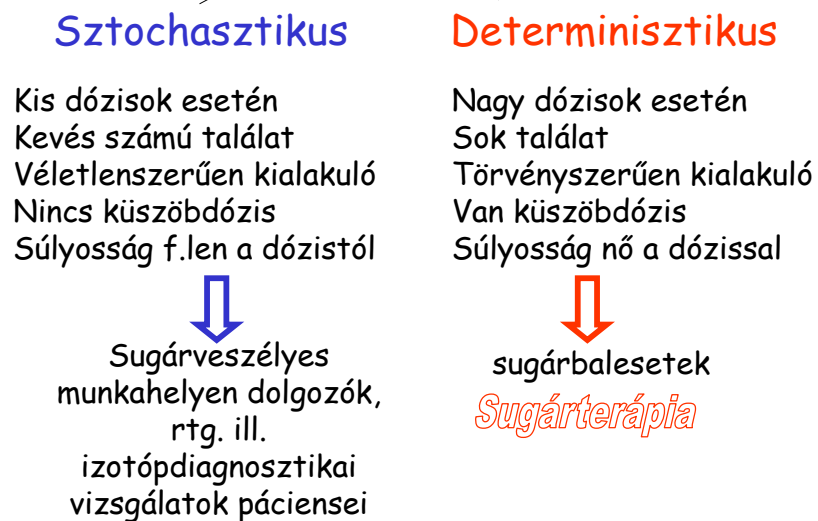 Sztochasztikus
Kis dózisok esetén
Kevés számú találat
Véletlenszerűen kialakuló
Nincs küszöbdózis
Súlyosság f.len a dózistól
Sugárveszélyes
munkahelyen dolgozók,
rtg. ill.
izotópdiagnosztikai
vizsgálatok páciensei
Determinisztikus
Nagy dózisok esetén
Sok találat
Törvényszerűen kialakuló
Van küszöbdózis
Súlyosság nő a dózissal
sugárbalesetek
Sugárterápia